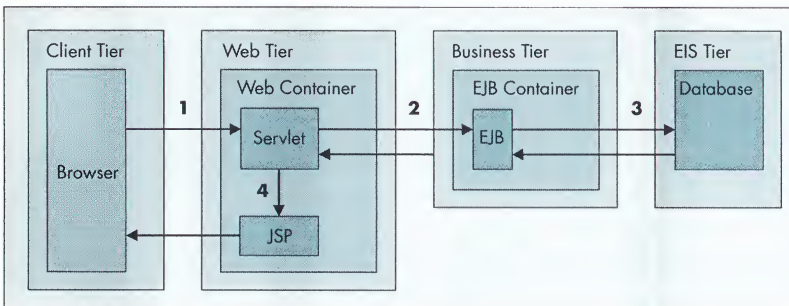 Client Tier
Web Tier
Business Tier
EIS Tier
Web Container
EJB Container
Database
1
2
3
Servlet
EJB
Browser
4
JSP